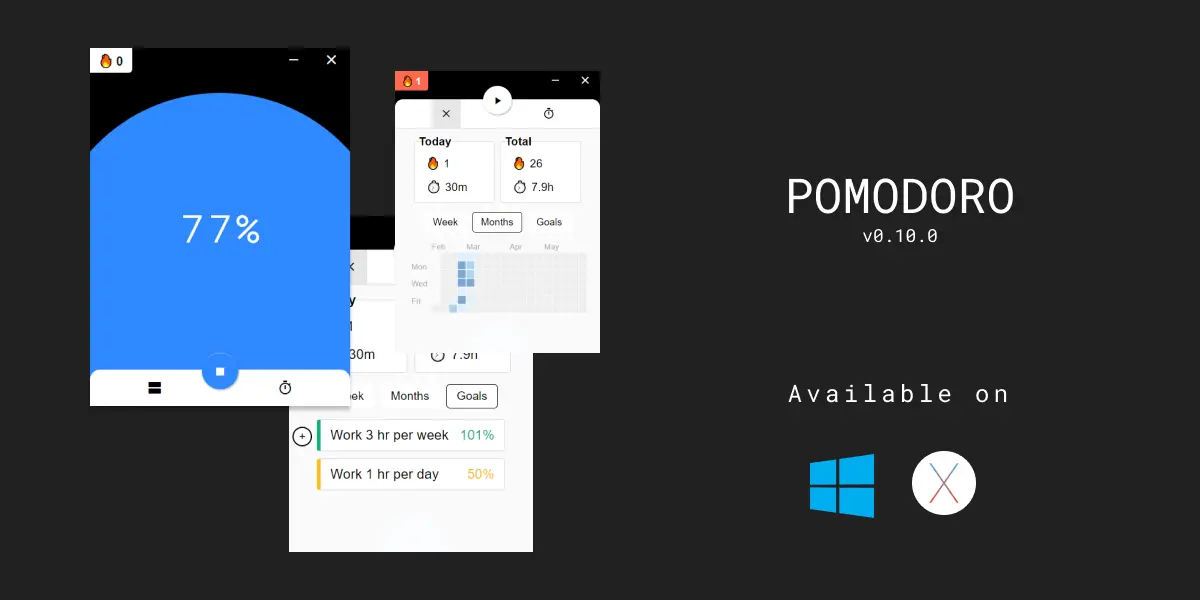 0
77%
1
Today
1
30m
Total
26
7.9h
Week Months Goals
Feb Mar Apr May
Mon
Wed
Fri
30m
7.9h
Months Goals
Work 3 hr per week 101%
Work 1 hr per day 50%
POMODORO
v0.10.0
Available on